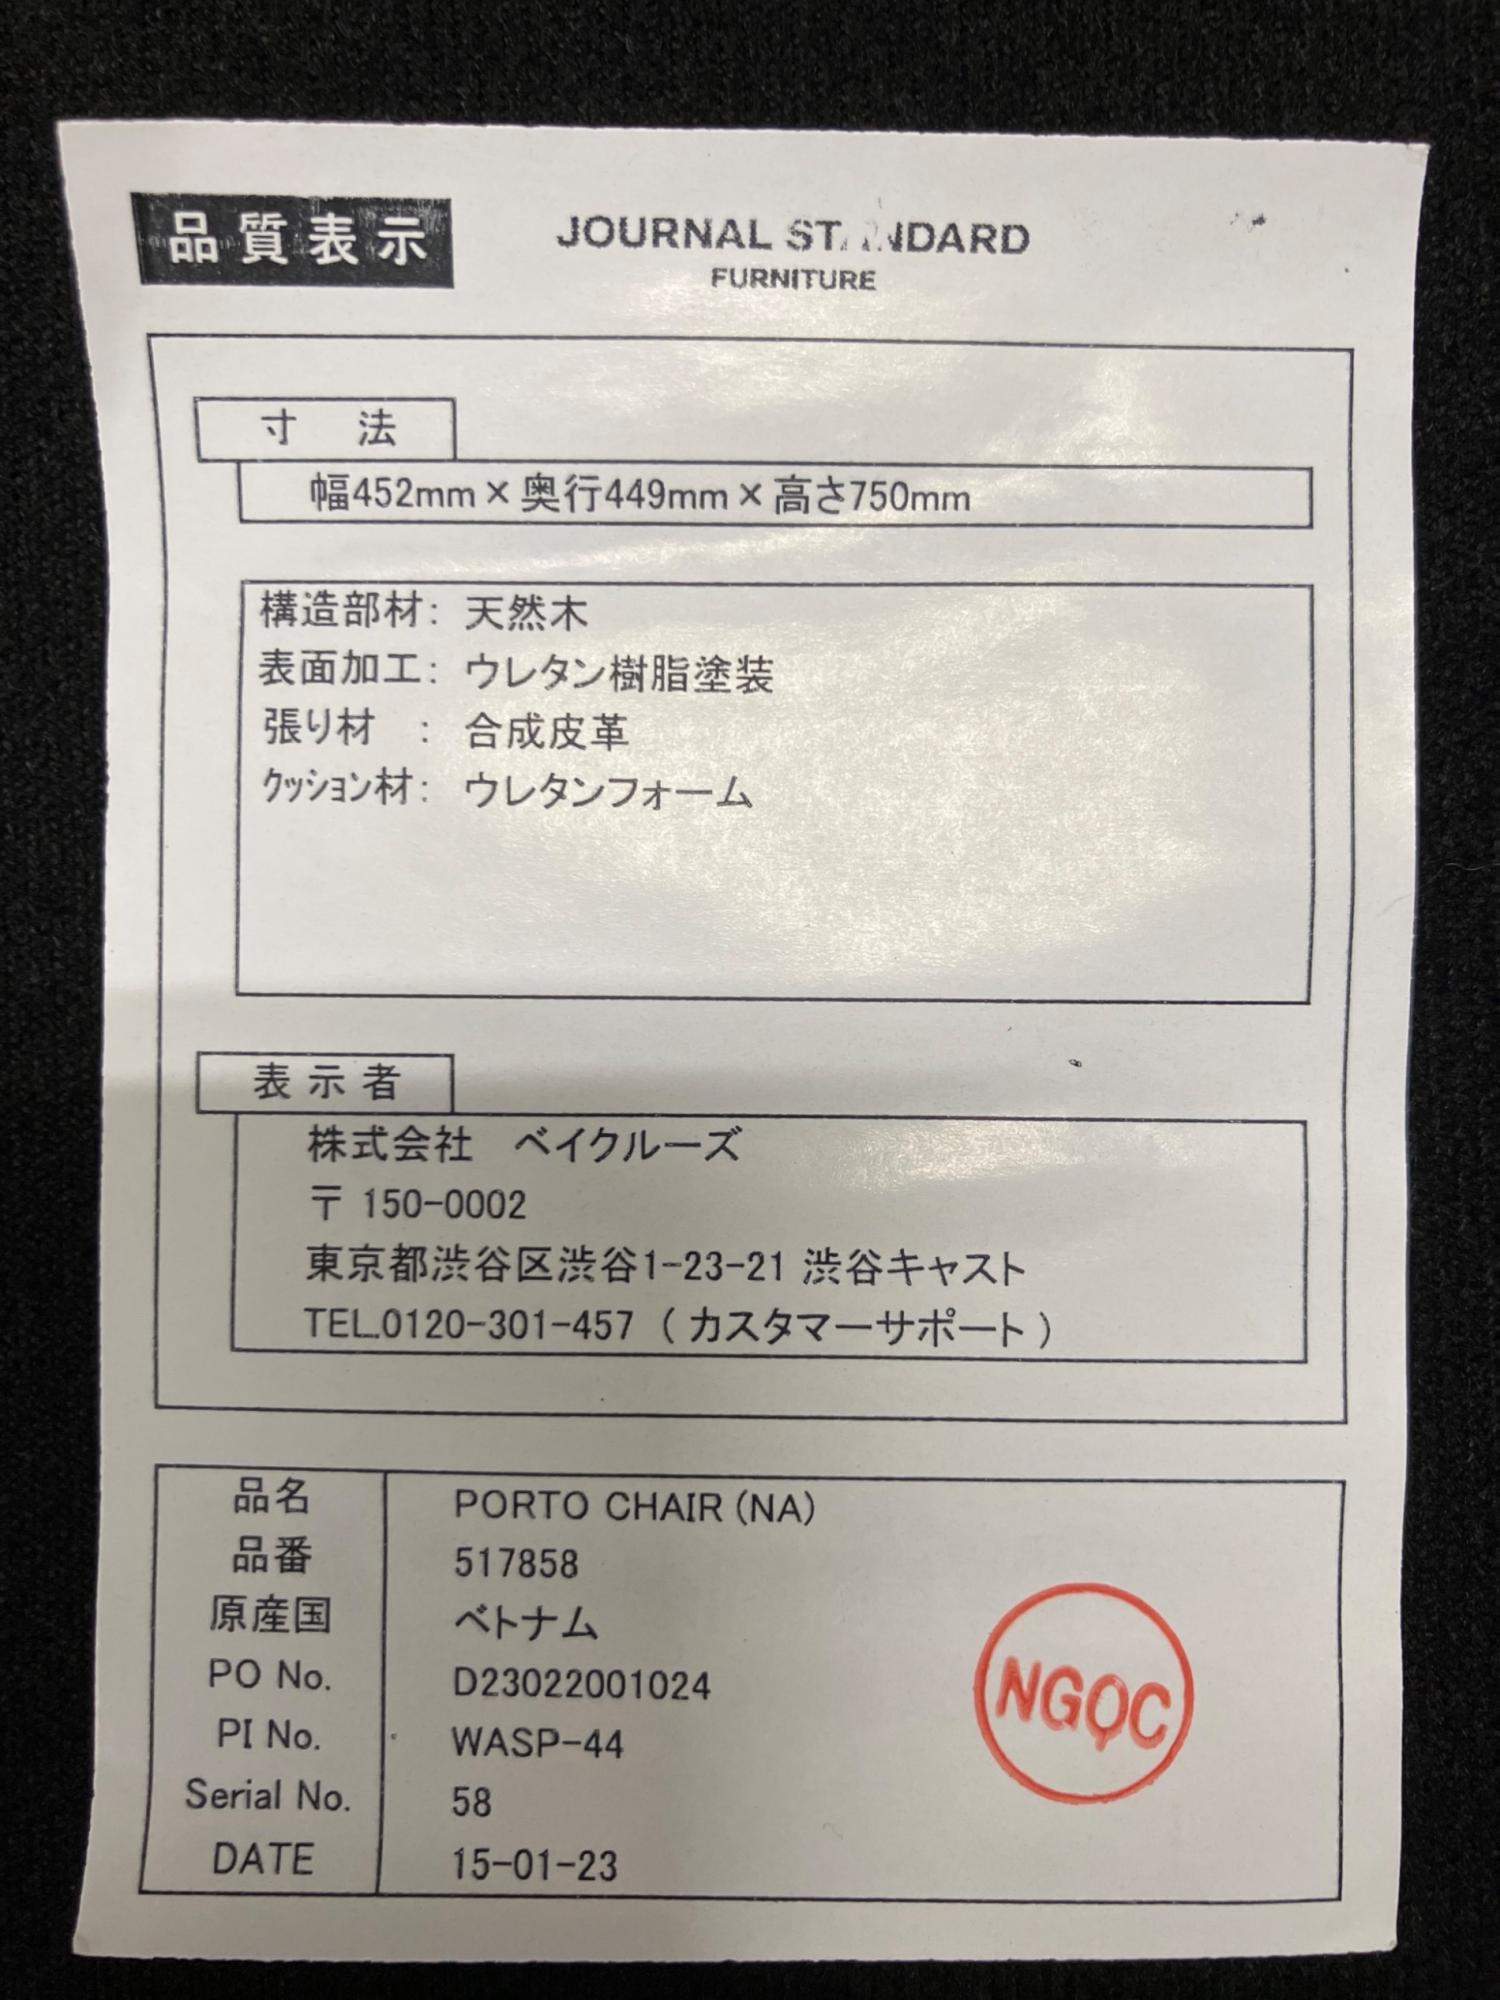 品質表示
JOURNAL STANDARD
FURNITURE
寸 法
幅452mm×奥行449mm×高さ750mm
構造部材: 天然木
表面加工: ウレタン樹脂塗装
張り材 : 合成皮革
ｸｯｼｮﾝ材: ウレタンフォーム
表示者
株式会社 ベイクルーズ
〒 150-0002
東京都渋谷区渋谷1-23-21 渋谷キャスト
TEL.0120-301-457 (カスタマーサポート)
品名 PORTO CHAIR (NA)
品番 517858
原産国 ベトナム
PO No. D23022001024
PI No. WASP-44
Serial No. 58
DATE 15-01-23
NGOC